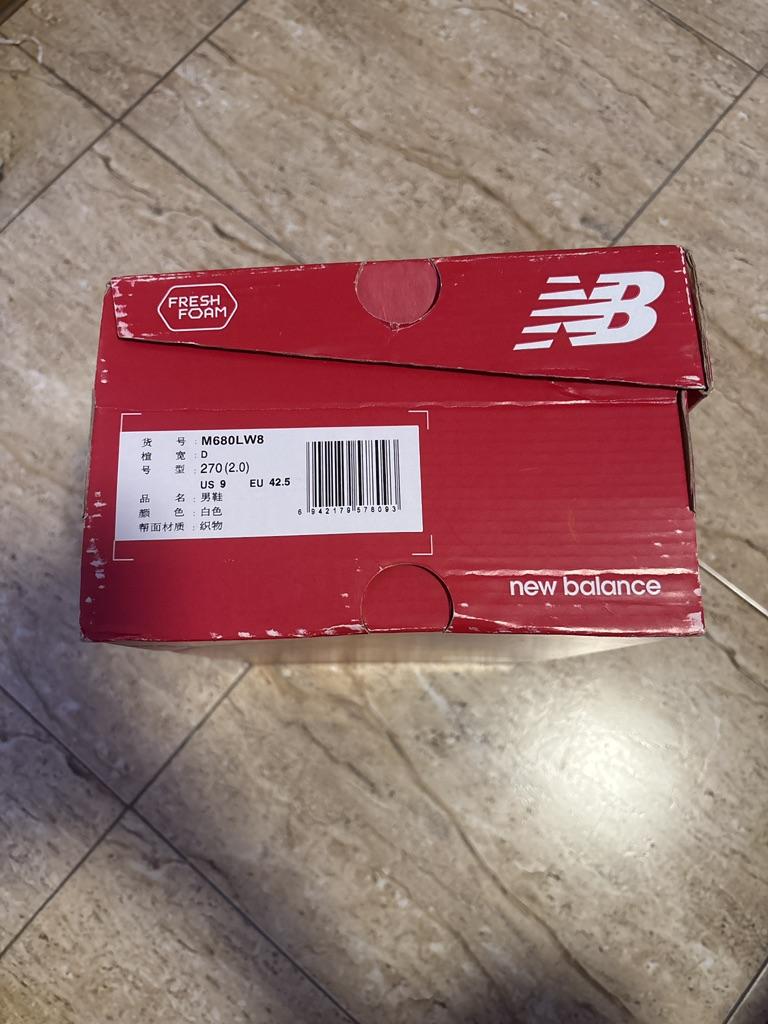 FRESH
FOAM
NB
货 号 : M680LW8
楦 宽 : D
号 型 : 270(2.0)
US 9 EU 42.5
品 名 : 男鞋
颜 色 : 白色
帮面材质 : 织物
6 942179 578093
new balance